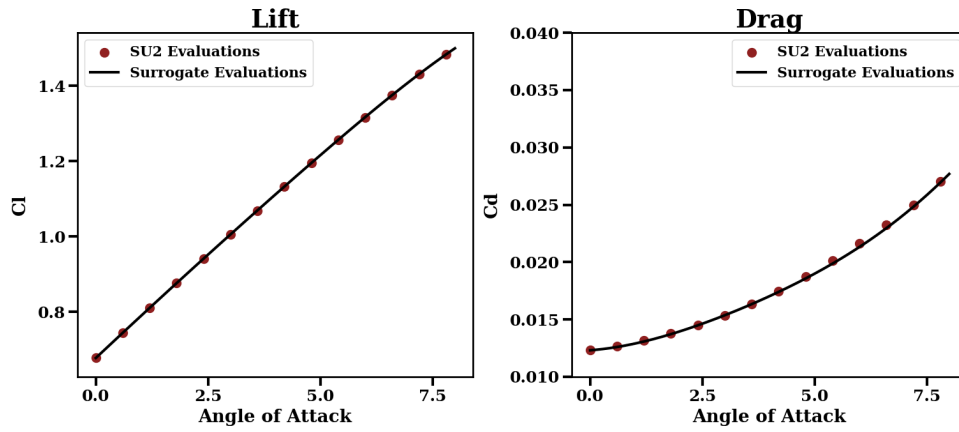 Lift
SU2 Evaluations
Surrogate Evaluations
1.4
1.2
1.0
0.8
Cl
0.0
2.5
5.0
7.5
Angle of Attack
Drag
SU2 Evaluations
Surrogate Evaluations
0.040
0.035
0.030
0.025
0.020
0.015
0.010
Cd
0.0
2.5
5.0
7.5
Angle of Attack